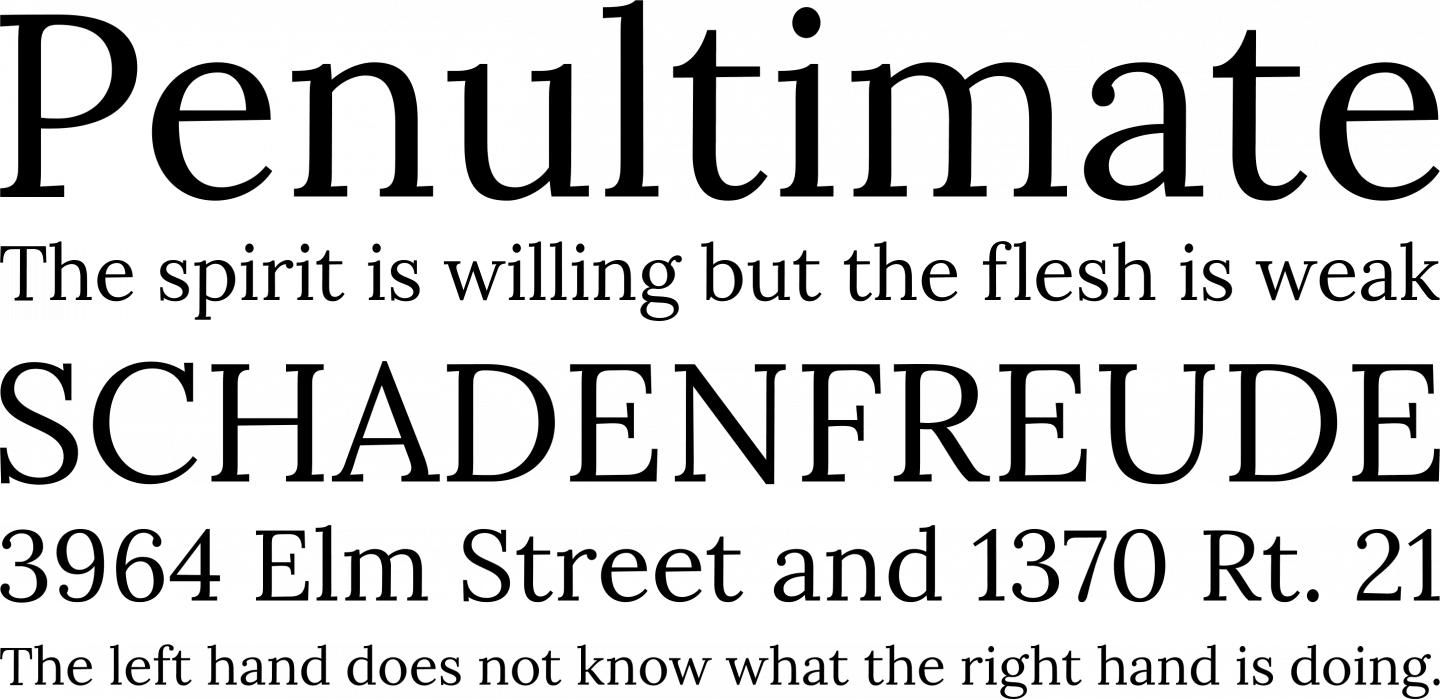 Penultimate
The spirit is willing but the flesh is weak
SCHADENFREUDE
3964 Elm Street and 1370 Rt. 21
The left hand does not know what the right hand is doing.